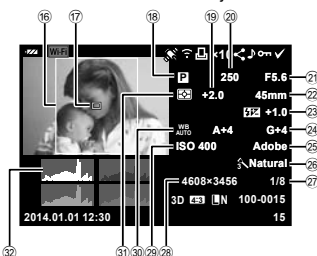 ⑯ ⑰ ⑱ ⑲ ⑳
Wi-Fi ×10
P 250 F5.6 ㉑
+2.0 45mm ㉒
+1.0 ㉓
WB AUTO A+4 G+4 ㉔
ISO 400 Adobe ㉕
Natural ㉖
4608×3456 1/8 ㉗
3D 4:3 LN 100-0015
2014.01.01 12:30 15
㉜ ㉛ ㉚ ㉙ ㉘